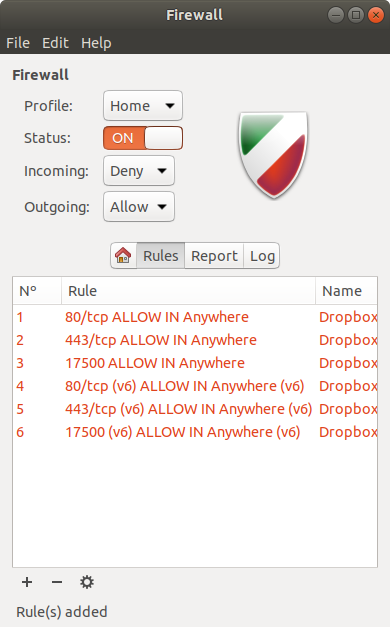 Firewall
File Edit Help
Firewall
Profile: Home
Status: ON
Incoming: Deny
Outgoing: Allow
Rules Report Log
Nº Rule Name
1 80/tcp ALLOW IN Anywhere Dropbox
2 443/tcp ALLOW IN Anywhere Dropbox
3 17500 ALLOW IN Anywhere Dropbox
4 80/tcp (v6) ALLOW IN Anywhere (v6) Dropbox
5 443/tcp (v6) ALLOW IN Anywhere (v6) Dropbox
6 17500 (v6) ALLOW IN Anywhere (v6) Dropbox
Rule(s) added